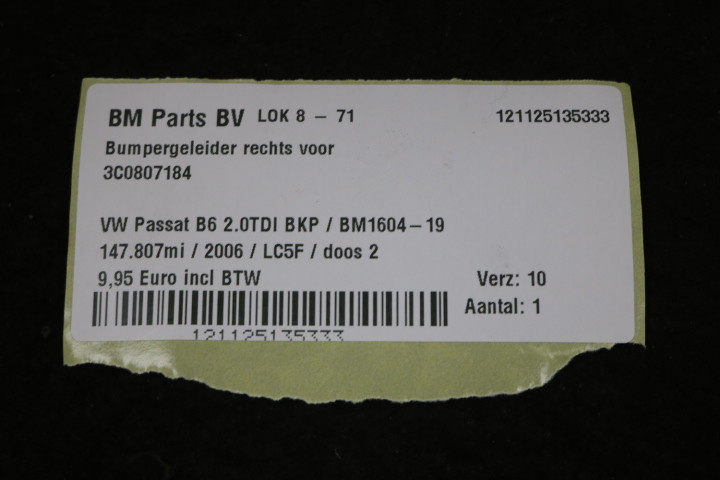 BM Parts BV LOK 8 - 71 121125135333
Bumpergeleider rechts voor
3C0807184
VW Passat B6 2.0TDI BKP / BM1604-19
147.807mi / 2006 / LC5F / doos 2
9,95 Euro incl BTW Verz: 10
Aantal: 1
121125135333